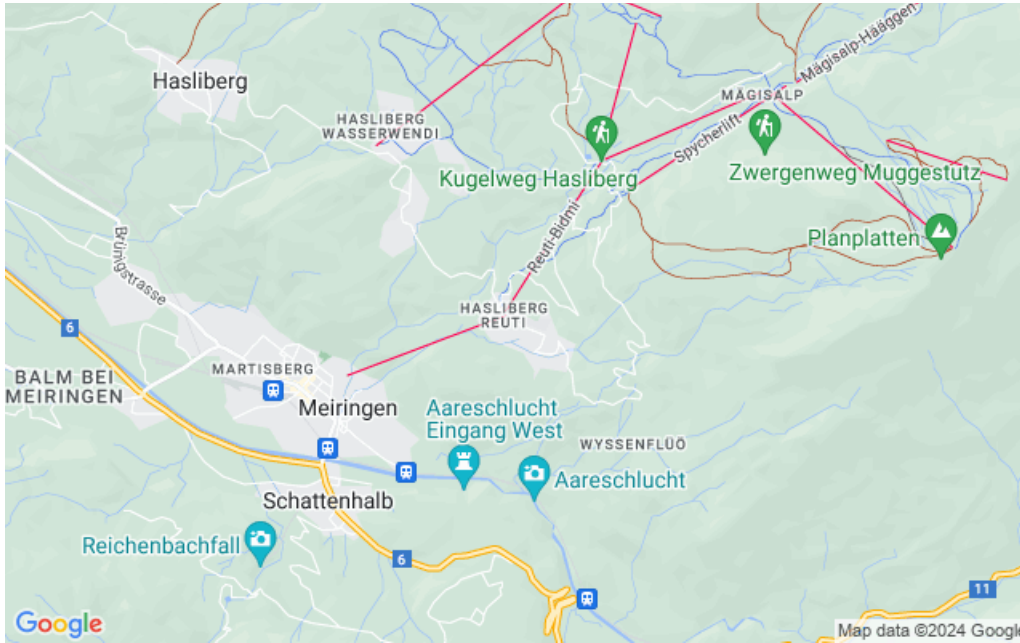 Hasliberg
HASLIBERG
WASSERWENDI
Kugelweg Hasliberg
Mägisalp-Hääggen
MÄGISALP
Spycherlift
Zwergenweg Muggestutz
Planplatten
Reuti-Bidmi
Brünigstrasse
HASLIBERG
REUTI
6
MARTISBERG
BALM BEI
MEIRINGEN
Meiringen
Aareschlucht
Eingang West
WYSSENFLÜÖ
Aareschlucht
Schattenhalb
Reichenbachfall
6
11
Google
Map data ©2024 Google